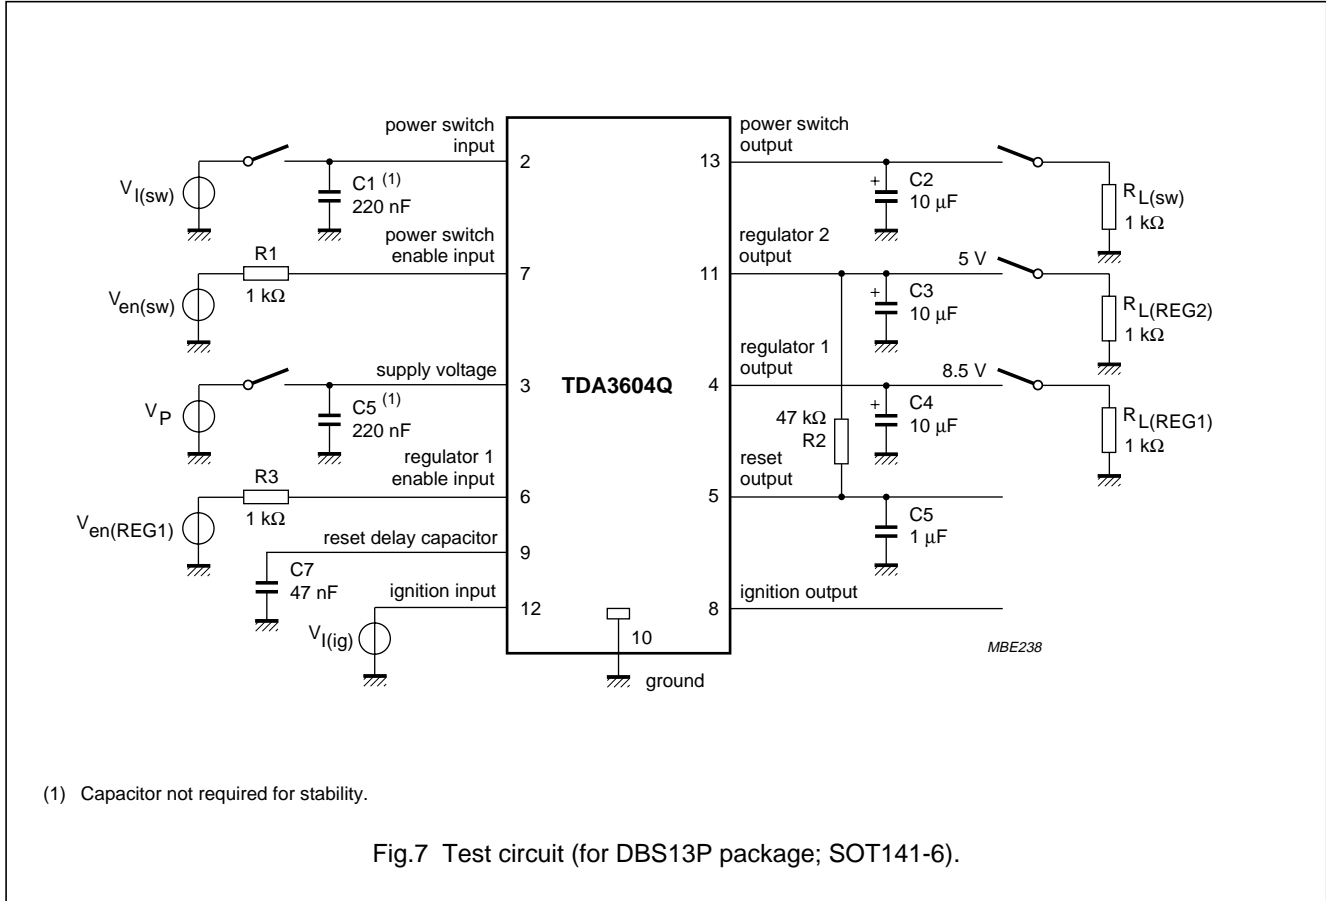 power switch
input
2
V I(sw)
C1 (1)
220 nF
power switch
enable input
R1
1 kΩ
7
V en(sw)
supply voltage
3
V P
C5 (1)
220 nF
regulator 1
enable input
R3
1 kΩ
6
V en(REG1)
reset delay capacitor
9
C7
47 nF
ignition input
12
V I(ig)
TDA3604Q
10
ground
power switch
output
13
+
C2
10 μF
R L(sw)
1 kΩ
regulator 2
output
11
5 V
+
C3
10 μF
R L(REG2)
1 kΩ
regulator 1
output
4
8.5 V
+
C4
10 μF
R L(REG1)
1 kΩ
47 kΩ
R2
reset
output
5
C5
1 μF
ignition output
8
MBE238
(1) Capacitor not required for stability.
Fig.7 Test circuit (for DBS13P package; SOT141-6).